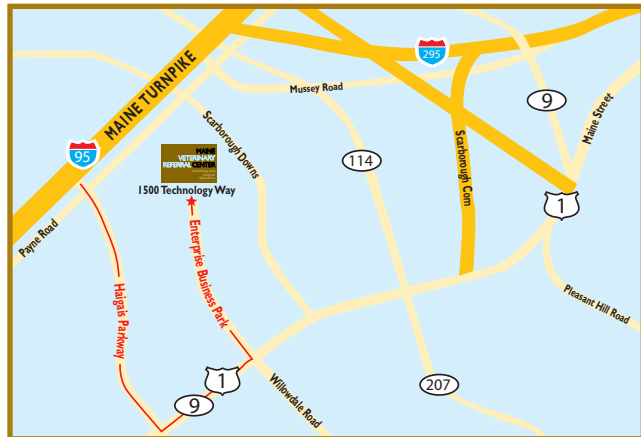 295
MAINE TURNPIKE
Mussey Road
9
Maine Street
95
MAINE
VETERINARY
REFERRAL CENTER
Scarborough Downs
114
Scarborough Conn
1500 Technology Way
1
Payne Road
Haigais Parkway
Enterprise Business Park
Pleasant Hill Road
1
9
Willowdale Road
207